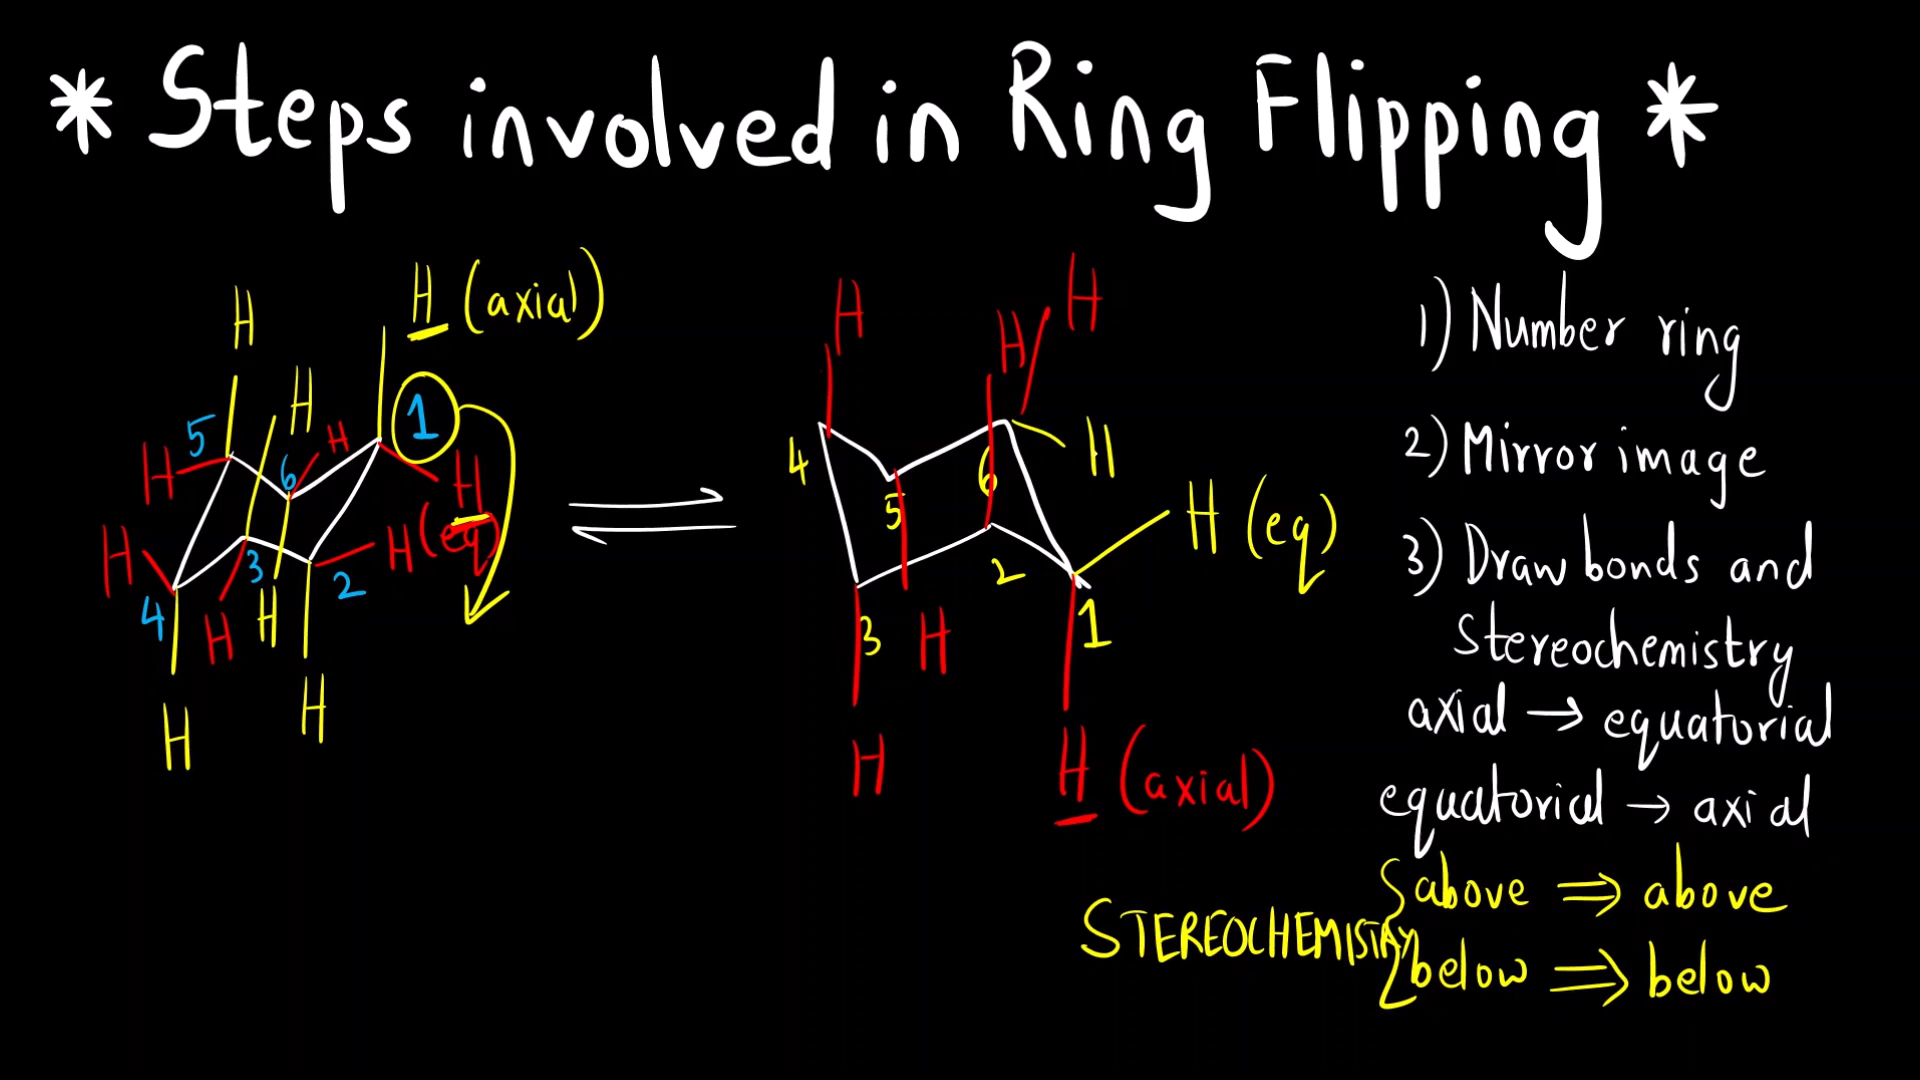 * Steps involved in Ring Flipping *
H (axial)
H
H
5
1
H
H
6
H
H (eq)
H
3
2
4
H
H
H
H
H
H
H
4
5
6
H
H (eq)
2
3
1
H
H
H (axial)
1) Number ring
2) Mirror image
3) Draw bonds and
Stereochemistry
axial → equatorial
equatorial → axial
STEREOCHEMISTRY
above ⇒ above
below ⇒ below